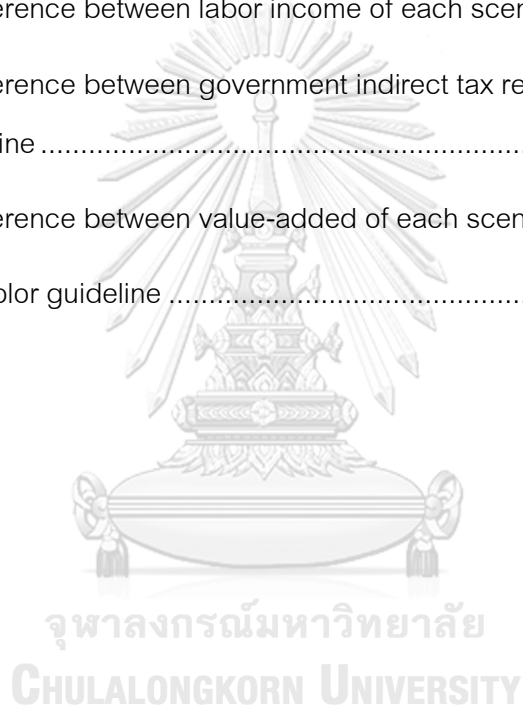 erence between labor income of each scen
erence between government indirect tax re
ine ....................................................
erence between value-added of each scen
olor guideline .............................................
จุฬาลงกรณ์มหาวิทยาลัย
CHULALONGKORN UNIVERSITY